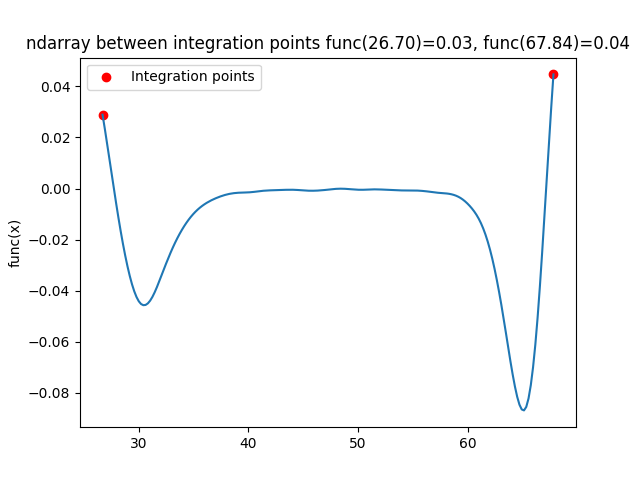 ndarray between integration points func(26.70)=0.03, func(67.84)=0.04
Integration points
0.04
0.02
0.00
−0.02
−0.04
−0.06
−0.08
func(x)
30 40 50 60